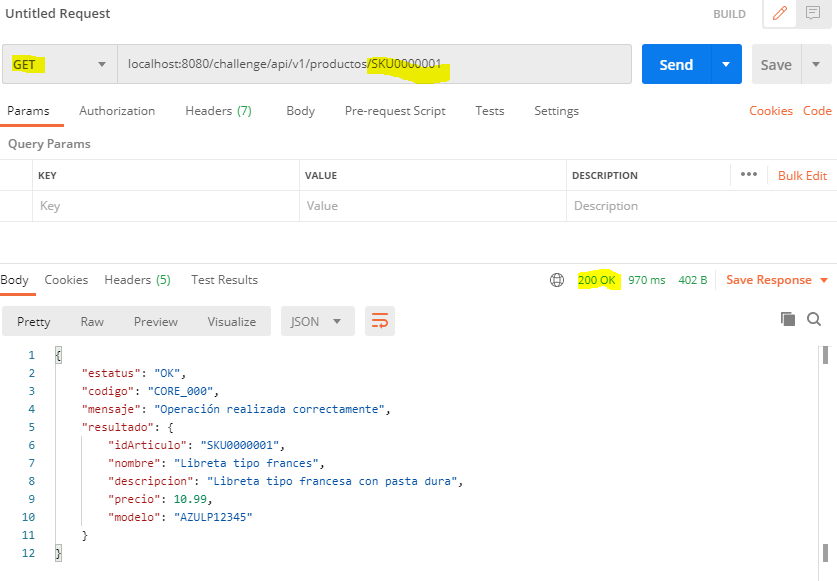 Untitled Request BUILD
GET localhost:8080/challenge/api/v1/productos/SKU0000001 Send Save
Params Authorization Headers (7) Body Pre-request Script Tests Settings Cookies Code
Query Params
KEY VALUE DESCRIPTION ••• Bulk Edit
Key Value Description
Body Cookies Headers (5) Test Results 200 OK 970 ms 402 B Save Response
Pretty Raw Preview Visualize JSON
1 {
2 "estatus": "OK",
3 "codigo": "CORE_000",
4 "mensaje": "Operación realizada correctamente",
5 "resultado": {
6 "idArticulo": "SKU0000001",
7 "nombre": "Libreta tipo frances",
8 "descripcion": "Libreta tipo francesa con pasta dura",
9 "precio": 10.99,
10 "modelo": "AZULP12345"
11 }
12 }